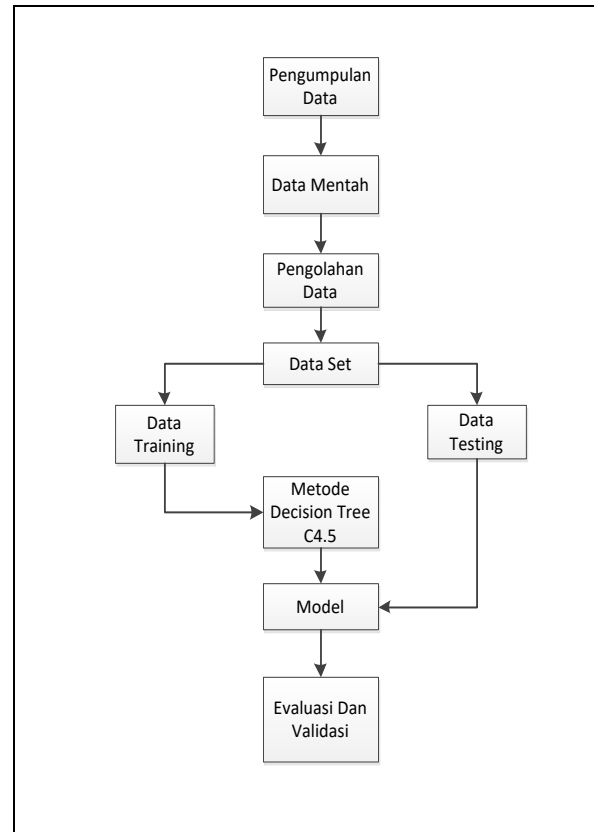 Pengumpulan
Data
Data Mentah
Pengolahan
Data
Data Set
Data
Training
Data
Testing
Metode
Decision Tree
C4.5
Model
Evaluasi Dan
Validasi